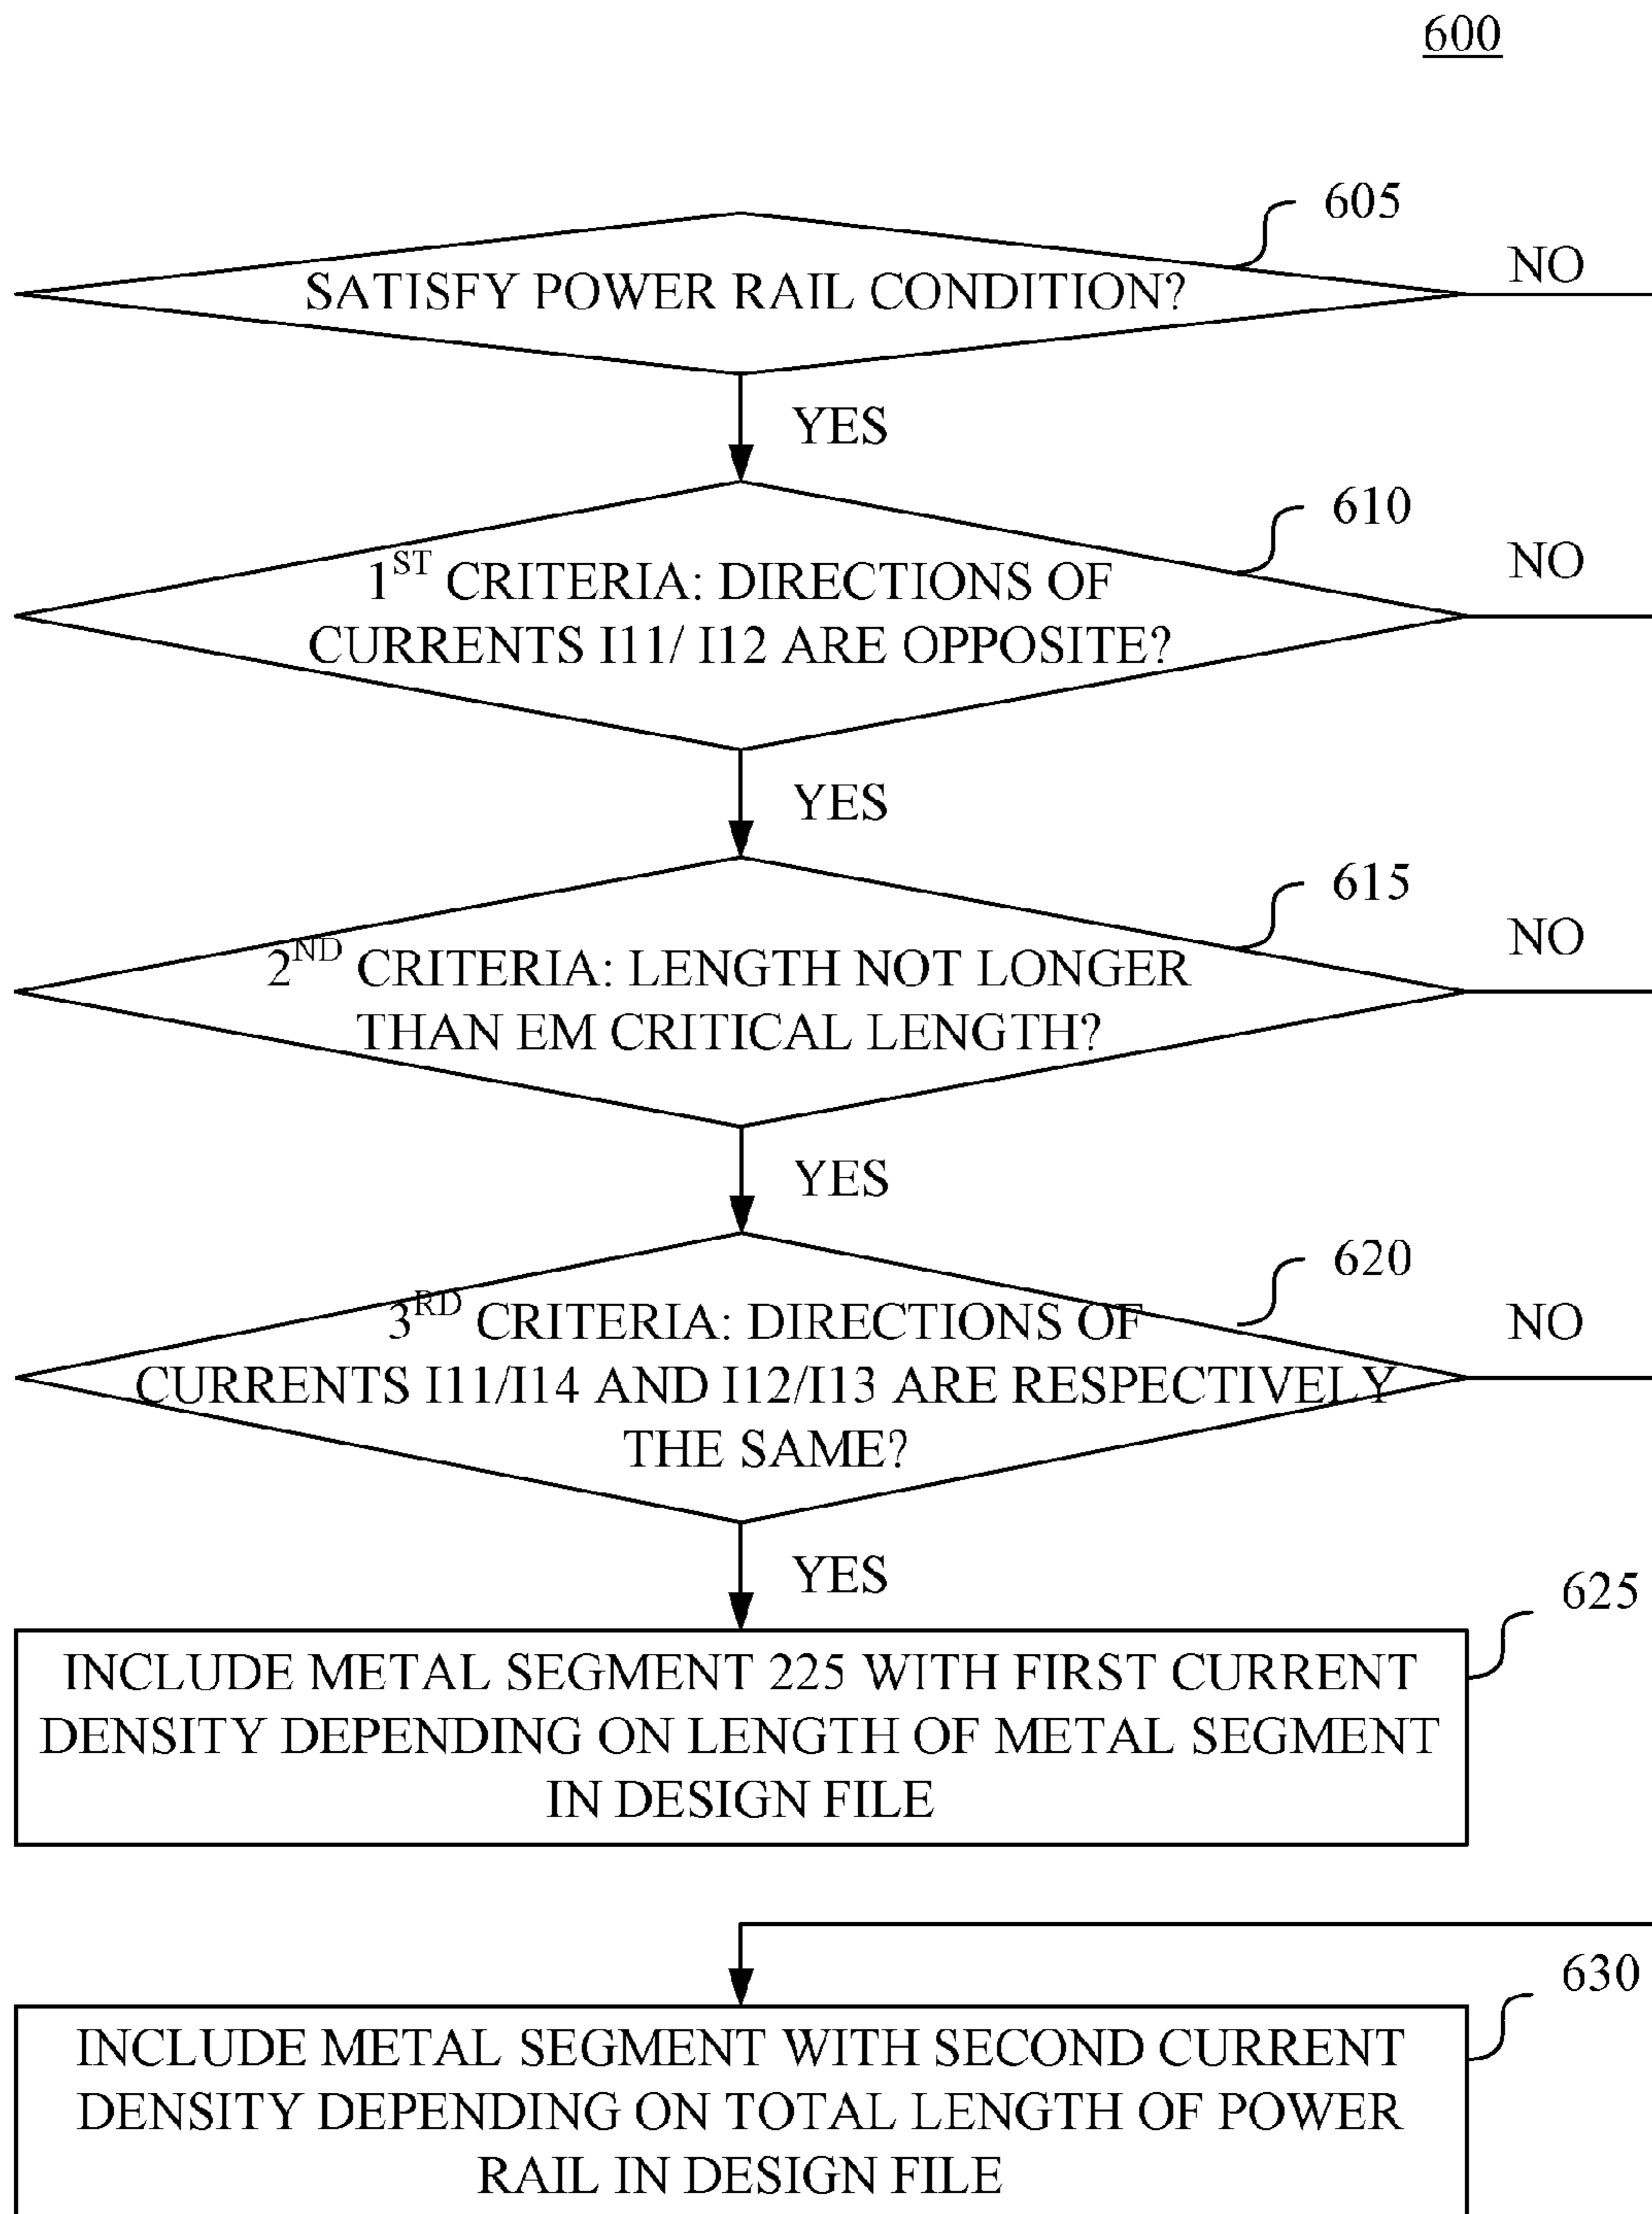 600
605
SATISFY POWER RAIL CONDITION?
NO
YES
610
1ST CRITERIA: DIRECTIONS OF
CURRENTS I11/ I12 ARE OPPOSITE?
NO
YES
615
2ND CRITERIA: LENGTH NOT LONGER
THAN EM CRITICAL LENGTH?
NO
YES
620
3RD CRITERIA: DIRECTIONS OF
CURRENTS I11/I14 AND I12/I13 ARE RESPECTIVELY
THE SAME?
NO
YES
625
INCLUDE METAL SEGMENT 225 WITH FIRST CURRENT
DENSITY DEPENDING ON LENGTH OF METAL SEGMENT
IN DESIGN FILE
630
INCLUDE METAL SEGMENT WITH SECOND CURRENT
DENSITY DEPENDING ON TOTAL LENGTH OF POWER
RAIL IN DESIGN FILE